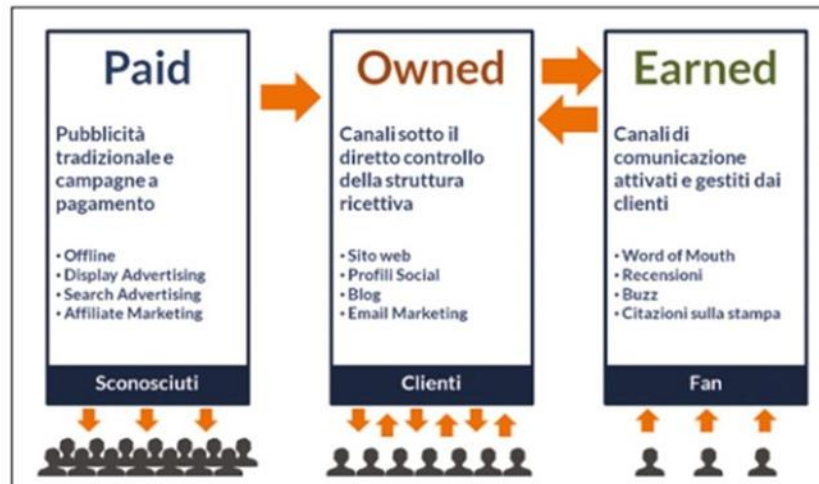 Paid
Pubblicità
tradizionale e
campagne a
pagamento
• Offline
• Display Advertising
• Search Advertising
• Affiliate Marketing
Sconosciuti
Owned
Canali sotto il
diretto controllo
della struttura
ricettiva
• Sito web
• Profili Social
• Blog
• Email Marketing
Clienti
Earned
Canali di
comunicazione
attivati e gestiti dai
clienti
• Word of Mouth
• Recensioni
• Buzz
• Citazioni sulla stampa
Fan